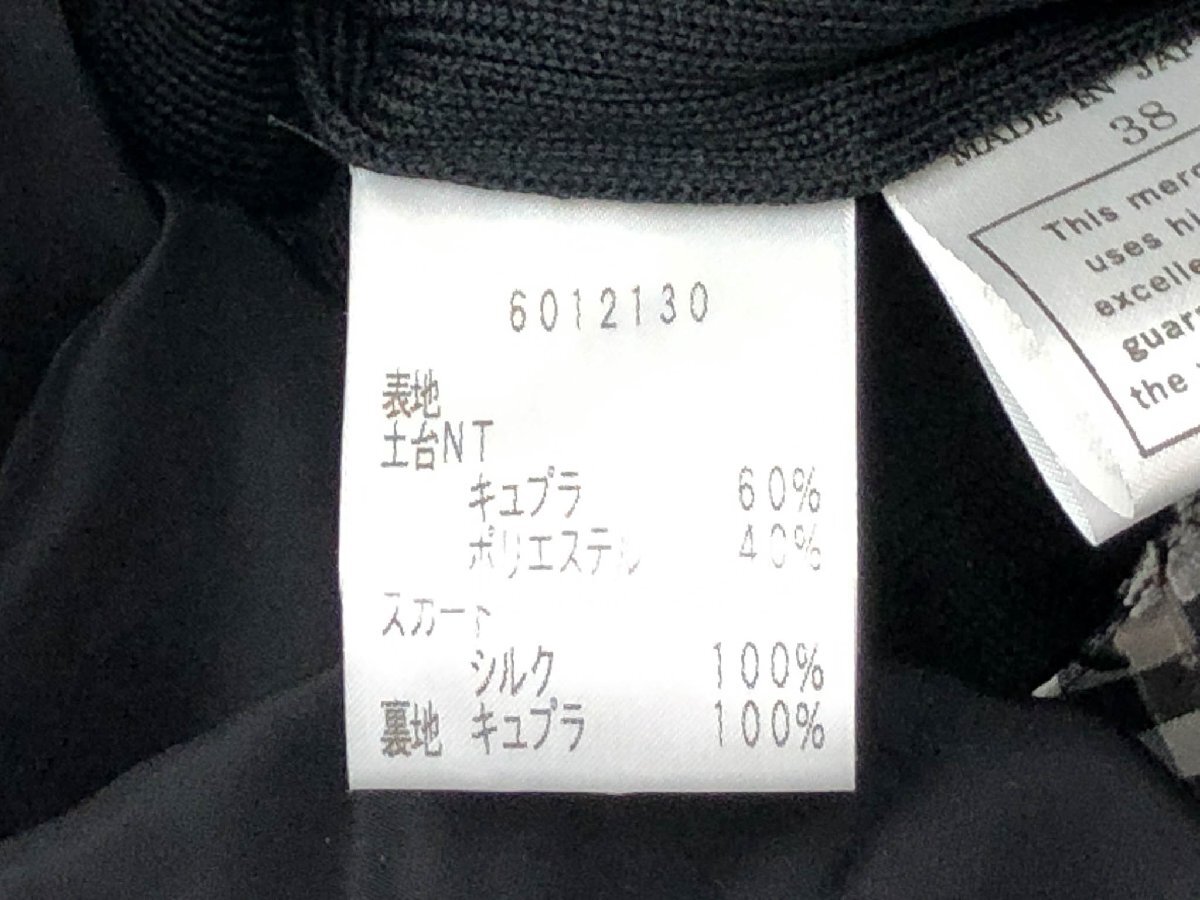 6012130
表地
土台NT
キュプラ 60%
ポリエステル 40%
スカート
シルク 100%
裏地 キュプラ 100%
MADE IN JAP
38
This merc
uses hi
excelle
guar
the